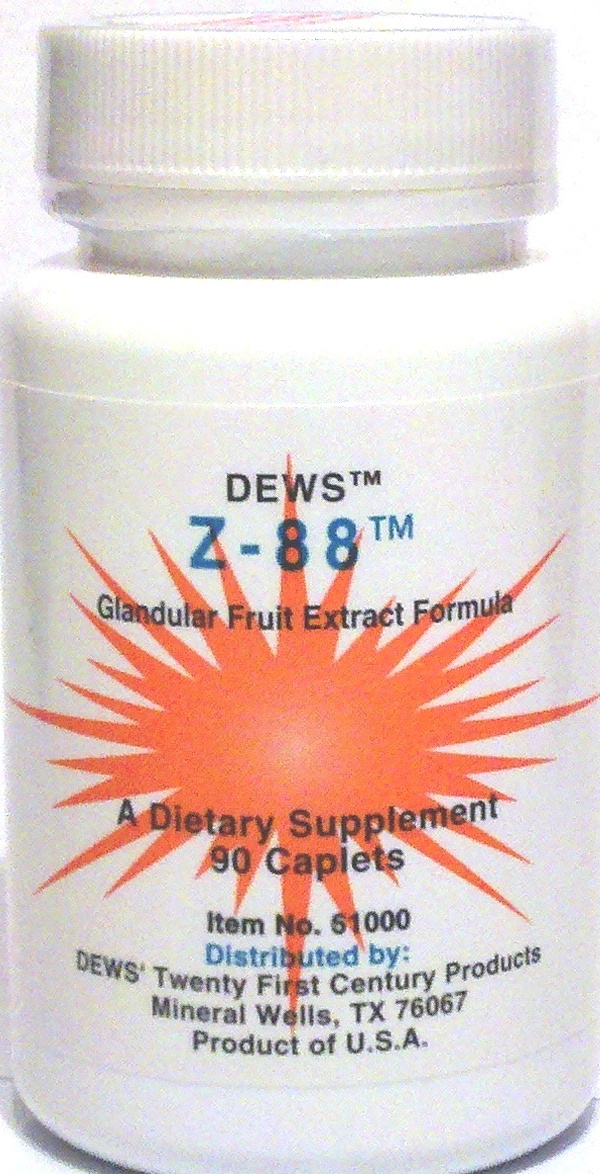 DEWS™
Z-88™
Glandular Fruit Extract Formula
A Dietary Supplement
90 Caplets
Item No. 61000
Distributed by:
DEWS' Twenty First Century Products
Mineral Wells, TX 76067
Product of U.S.A.